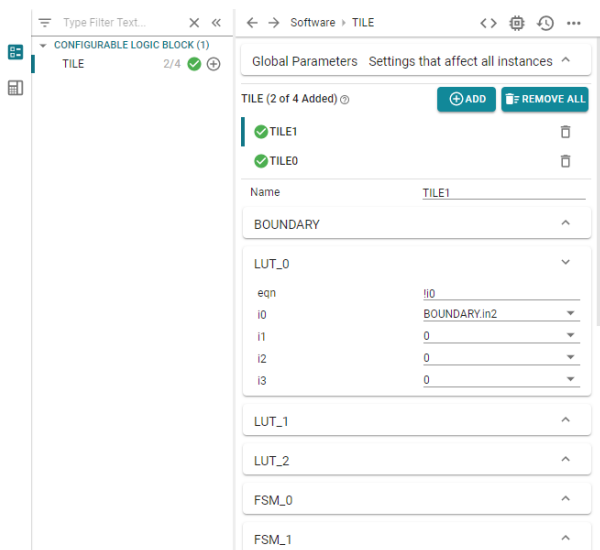 Type Filter Text...
CONFIGURABLE LOGIC BLOCK (1)
TILE 2/4
Software TILE
Global Parameters Settings that affect all instances
TILE (2 of 4 Added)
ADD
REMOVE ALL
TILE1
TILE0
Name TILE1
BOUNDARY
LUT_0
eqn !i0
i0 BOUNDARY.in2
i1 0
i2 0
i3 0
LUT_1
LUT_2
FSM_0
FSM_1